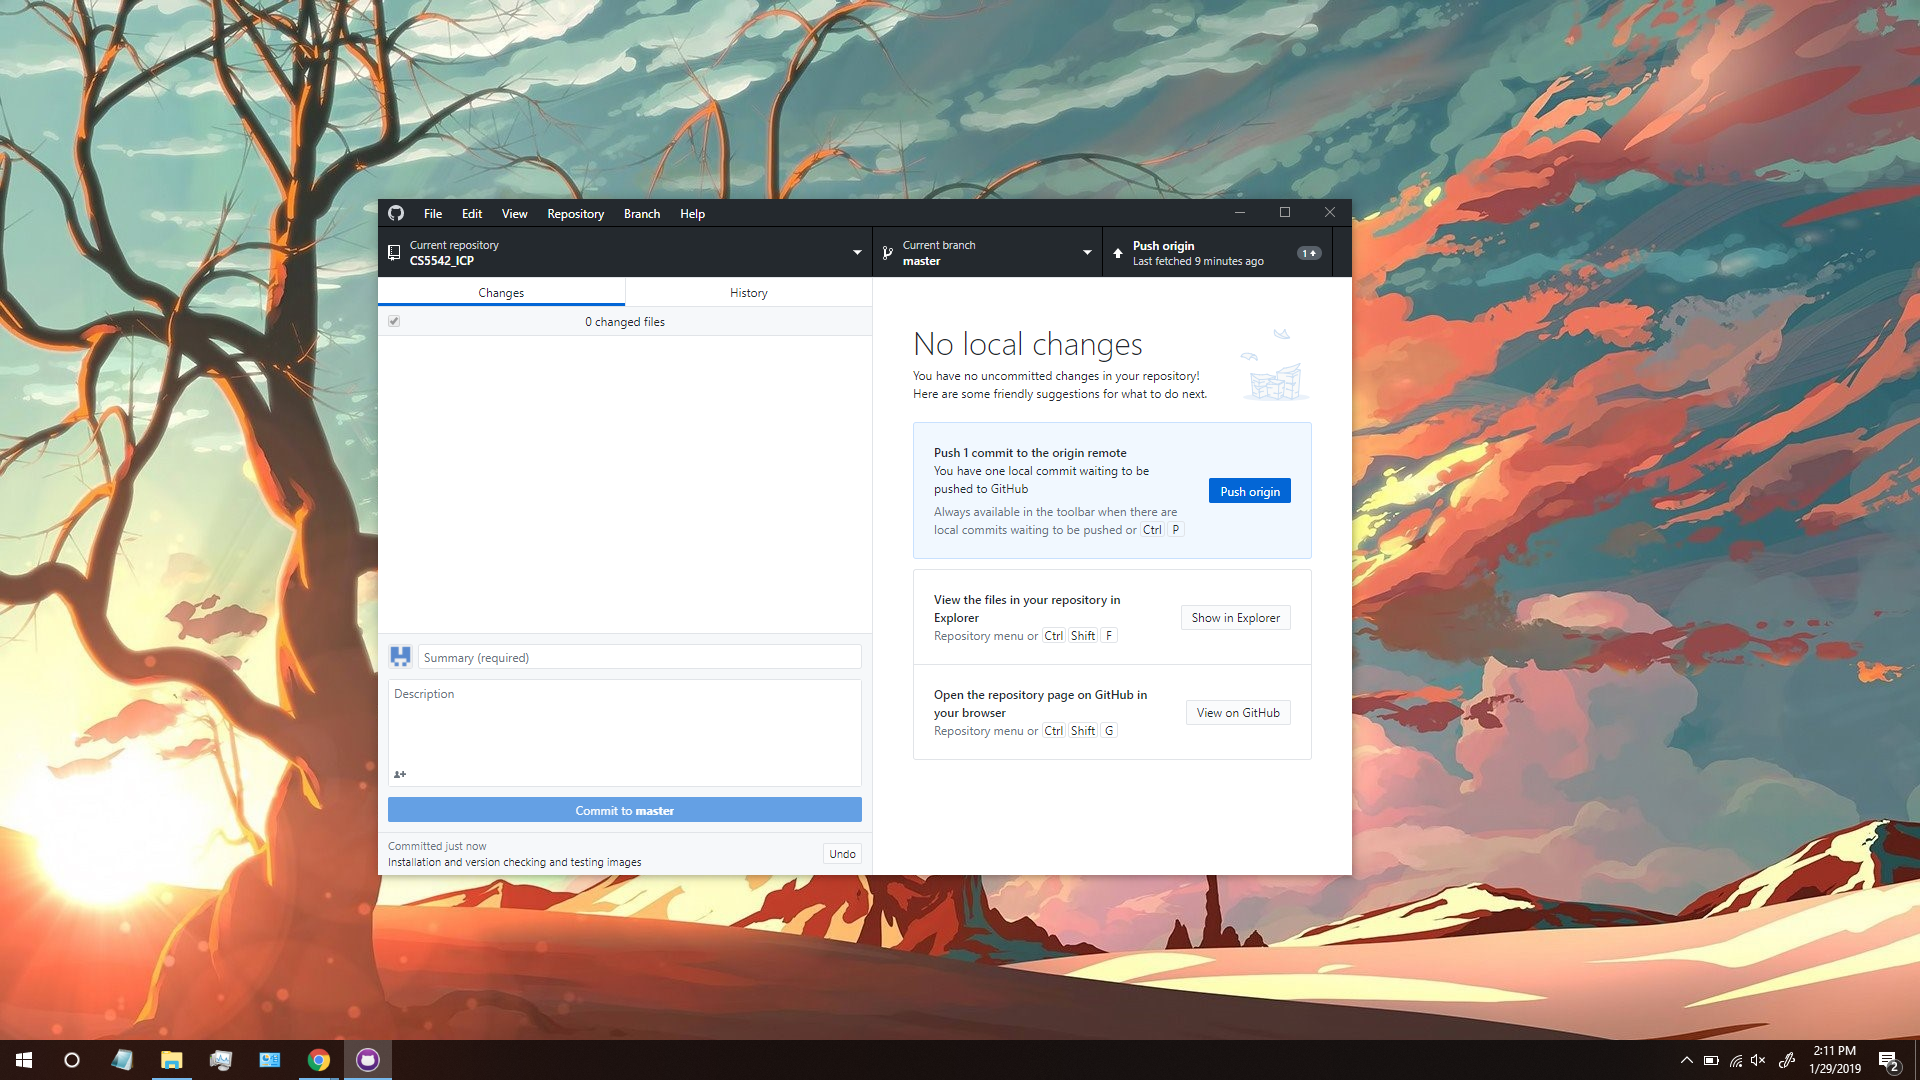 File Edit View Repository Branch Help
Current repository
CS5542_ICP
Current branch
master
Push origin
Last fetched 9 minutes ago
1
Changes
History
0 changed files
No local changes
You have no uncommitted changes in your repository!
Here are some friendly suggestions for what to do next.
Push 1 commit to the origin remote
You have one local commit waiting to be
pushed to GitHub
Always available in the toolbar when there are
local commits waiting to be pushed or Ctrl P
Push origin
View the files in your repository in
Explorer
Repository menu or Ctrl Shift F
Show in Explorer
Open the repository page on GitHub in
your browser
Repository menu or Ctrl Shift G
View on GitHub
Summary (required)
Description
Commit to master
Committed just now
Installation and version checking and testing images
Undo
2:11 PM
1/29/2019
2